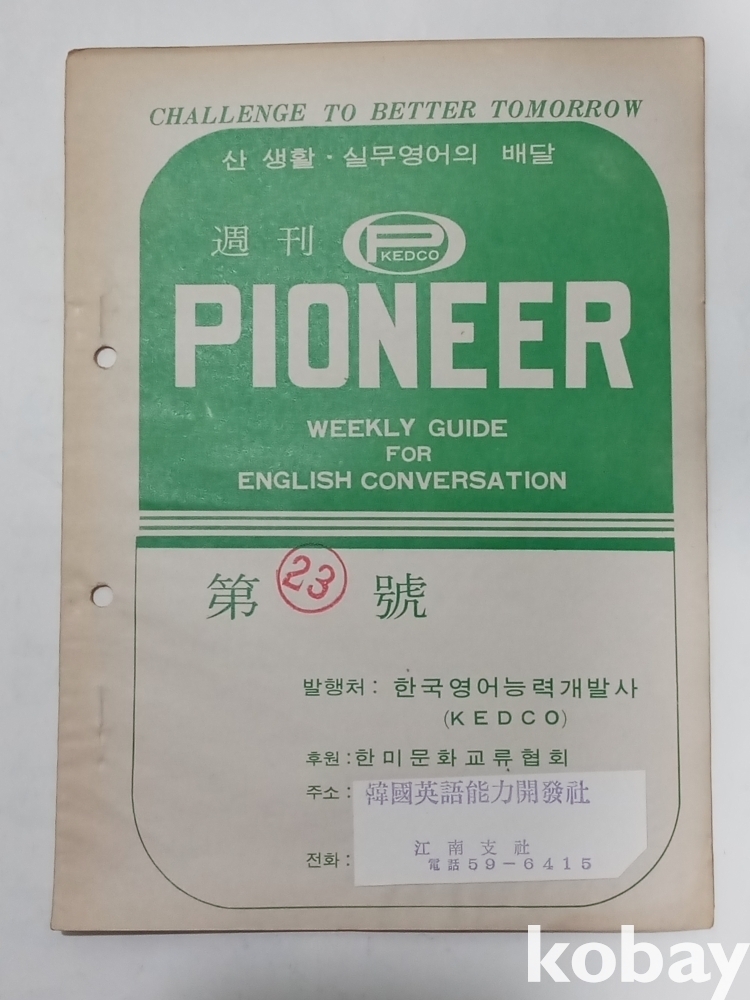 CHALLENGE TO BETTER TOMORROW
산 생활·실무영어의 배달
週刊 P KEDCO
PIONEER
WEEKLY GUIDE
FOR
ENGLISH CONVERSATION
第 23 號
발행처: 한국영어능력개발사
(KEDCO)
후원: 한미문화교류협회
주소: 韓國英語能力開發社
江南支社
전화: 電話 59-6415
kobay